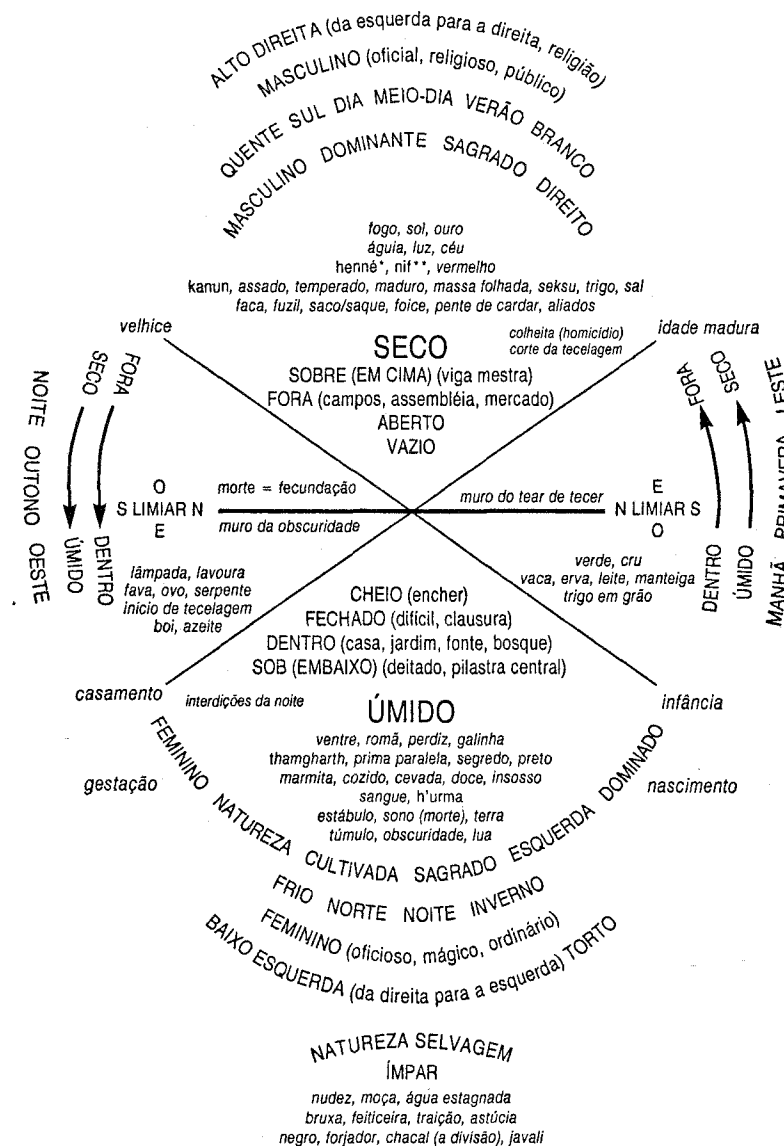 ALTO DIREITA (da esquerda para a direita, religião)
MASCULINO (oficial, religioso, público)
QUENTE SUL DIA MEIO-DIA VERÃO BRANCO
MASCULINO DOMINANTE SAGRADO DIREITO
fogo, sol, ouro
águia, luz, céu
henné*, nif**, vermelho
kanun, assado, temperado, maduro, massa folhada, seksu, trigo, sal
faca, fuzil, saco/saque, foice, pente de cardar, aliados
velhice
colheita (homicídio)
corte da tecelagem
idade madura
SECO
SOBRE (EM CIMA) (viga mestra)
FORA (campos, assembléia, mercado)
ABERTO
VAZIO
NOITE OUTONO OESTE
SECO
ÚMIDO
FORA
DENTRO
O
S LIMIAR N
E
morte = fecundação
muro da obscuridade
muro do tear de tecer
E
N LIMIAR S
O
FORA
DENTRO
SECO
ÚMIDO
MANHÃ PRIMAVERA LESTE
lâmpada, lavoura
fava, ovo, serpente
início de tecelagem
boi, azeite
verde, cru
vaca, erva, leite, manteiga
trigo em grão
CHEIO (encher)
FECHADO (difícil, clausura)
DENTRO (casa, jardim, fonte, bosque)
SOB (EMBAIXO) (deitado, pilastra central)
casamento
interdições da noite
infância
ÚMIDO
ventre, romã, perdiz, galinha
thamgharth, prima paralela, segredo, preto
marmita, cozido, cevada, doce, insosso
sangue, h'urma
estábulo, sono (morte), terra
túmulo, obscuridade, lua
gestação
nascimento
FEMININO NATUREZA CULTIVADA SAGRADO ESQUERDA DOMINADO
FRIO NORTE NOITE INVERNO
FEMININO (oficioso, mágico, ordinário)
BAIXO ESQUERDA (da direita para a esquerda) TORTO
NATUREZA SELVAGEM
ÍMPAR
nudez, moça, água estagnada
bruxa, feiticeira, traição, astúcia
negro, forjador, chacal (a divisão), javali